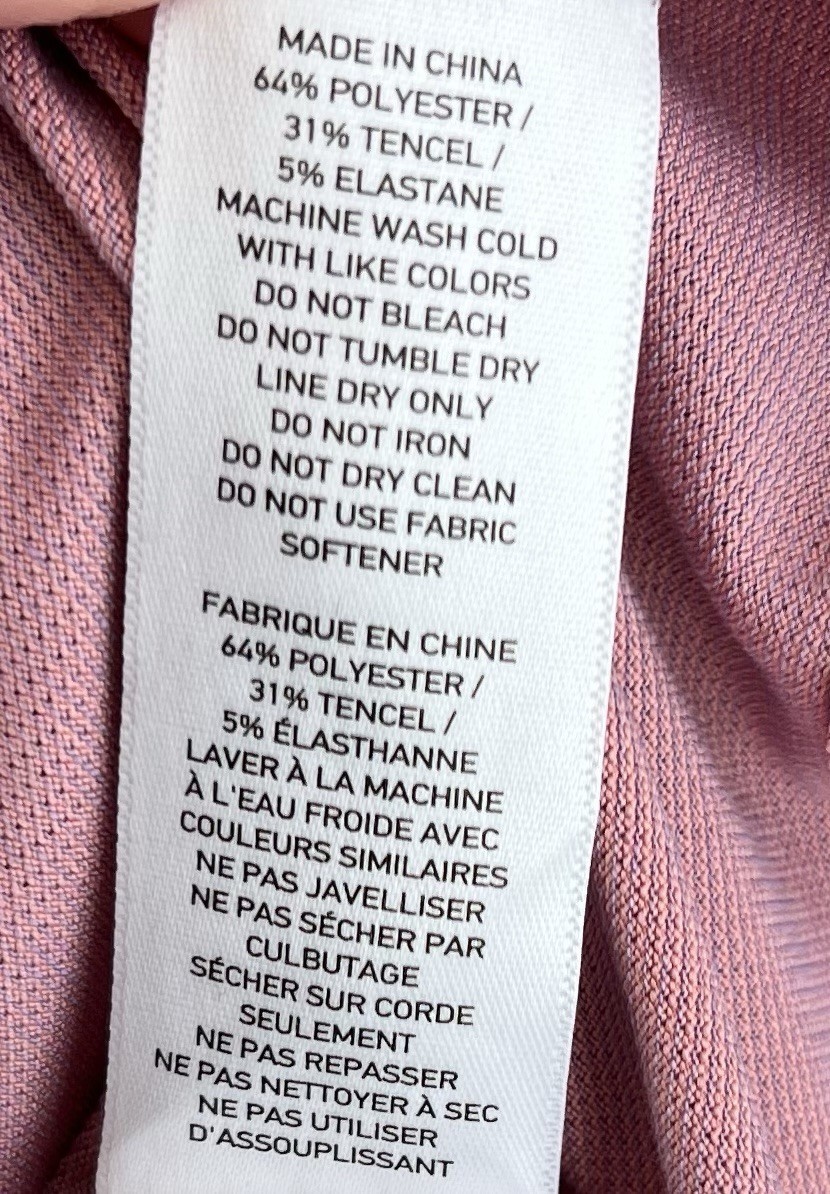 MADE IN CHINA
64% POLYESTER /
31% TENCEL /
5% ELASTANE
MACHINE WASH COLD
WITH LIKE COLORS
DO NOT BLEACH
DO NOT TUMBLE DRY
LINE DRY ONLY
DO NOT IRON
DO NOT DRY CLEAN
DO NOT USE FABRIC
SOFTENER
FABRIQUE EN CHINE
64% POLYESTER /
31% TENCEL /
5% ÉLASTHANNE
LAVER À LA MACHINE
À L'EAU FROIDE AVEC
COULEURS SIMILAIRES
NE PAS JAVELLISER
NE PAS SÉCHER PAR
CULBUTAGE
SÉCHER SUR CORDE
SEULEMENT
NE PAS REPASSER
NE PAS NETTOYER À SEC
NE PAS UTILISER
D'ASSOUPLISSANT